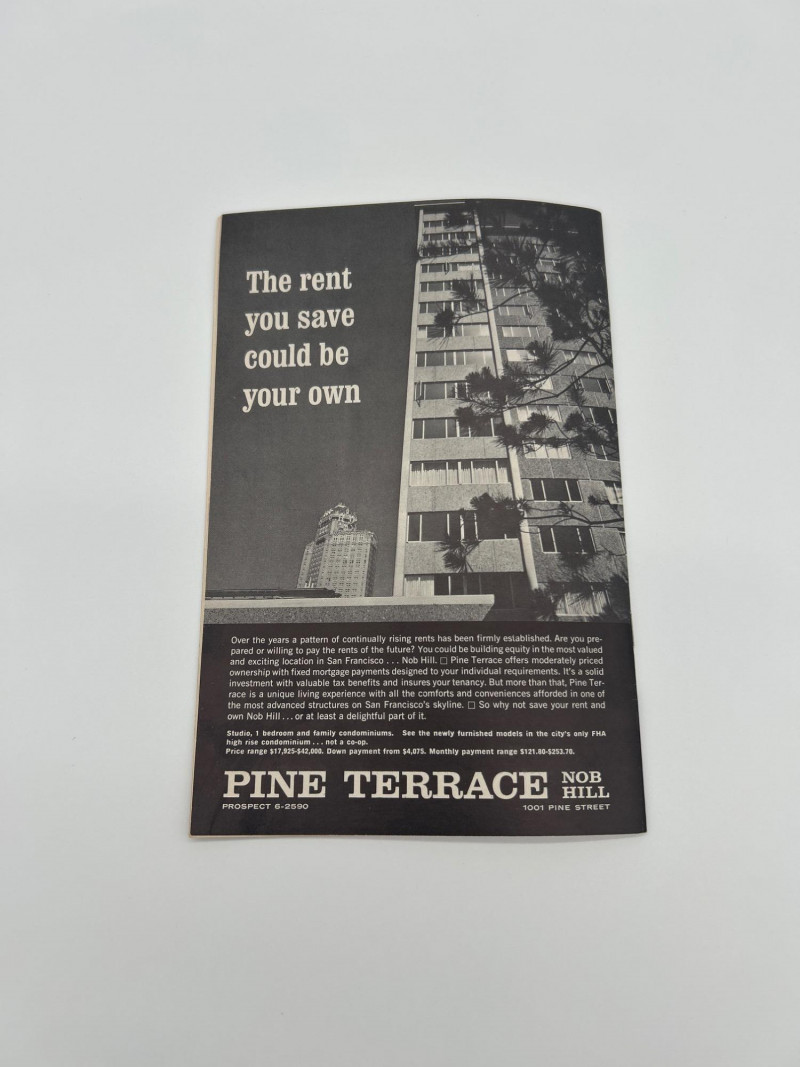 The rent
you save
could be
your own
Over the years a pattern of continually rising rents has been firmly established. Are you pre-
pared or willing to pay the rents of the future? You could be building equity in the most valued
and exciting location in San Francisco . . . Nob Hill. □ Pine Terrace offers moderately priced
ownership with fixed mortgage payments designed to your individual requirements. It's a solid
investment with valuable tax benefits and insures your tenancy. But more than that, Pine Ter-
race is a unique living experience with all the comforts and conveniences afforded in one of
the most advanced structures on San Francisco's skyline. □ So why not save your rent and
own Nob Hill . . . or at least a delightful part of it.
Studio, 1 bedroom and family condominiums. See the newly furnished models in the city's only FHA
high rise condominium . . . not a co-op.
Price range $17,925-$42,000. Down payment from $4,075. Monthly payment range $121.80-$253.70.
PINE TERRACE NOB HILL
PROSPECT 6-2590
1001 PINE STREET